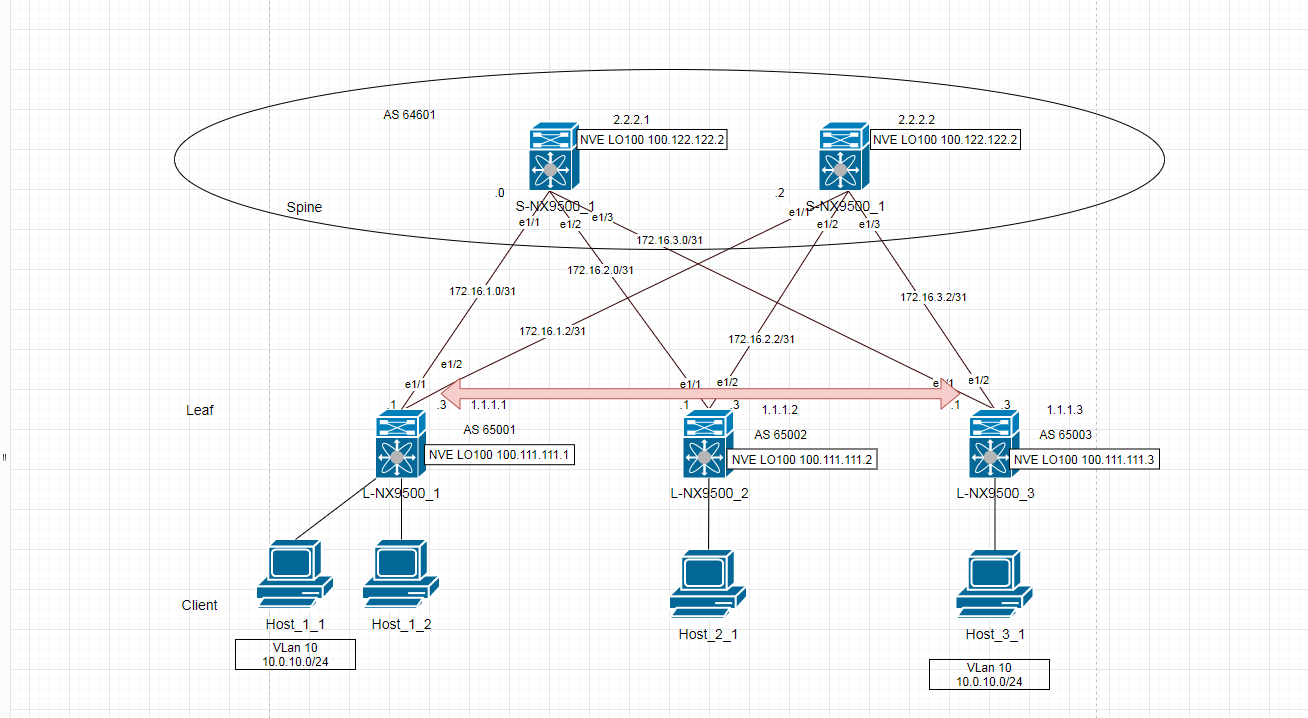 AS 64601
2.2.2.1
NVE LO100 100.122.122.2
2.2.2.2
NVE LO100 100.122.122.2
.0
.2
Spine
S-NX9500_1
S-NX9500_1
e1/1
e1/2
e1/3
e1/1
e1/2
e1/3
172.16.3.0/31
172.16.2.0/31
172.16.1.0/31
172.16.3.2/31
172.16.1.2/31
172.16.2.2/31
e1/2
e1/1
e1/1
e1/2
e1/1
e1/2
Leaf
.1
.3
1.1.1.1
.1
.3
1.1.1.2
.1
.3
1.1.1.3
AS 65001
AS 65002
AS 65003
NVE LO100 100.111.111.1
NVE LO100 100.111.111.2
NVE LO100 100.111.111.3
L-NX9500_1
L-NX9500_2
L-NX9500_3
Client
Host_1_1
Host_1_2
Host_2_1
Host_3_1
VLan 10
10.0.10.0/24
VLan 10
10.0.10.0/24